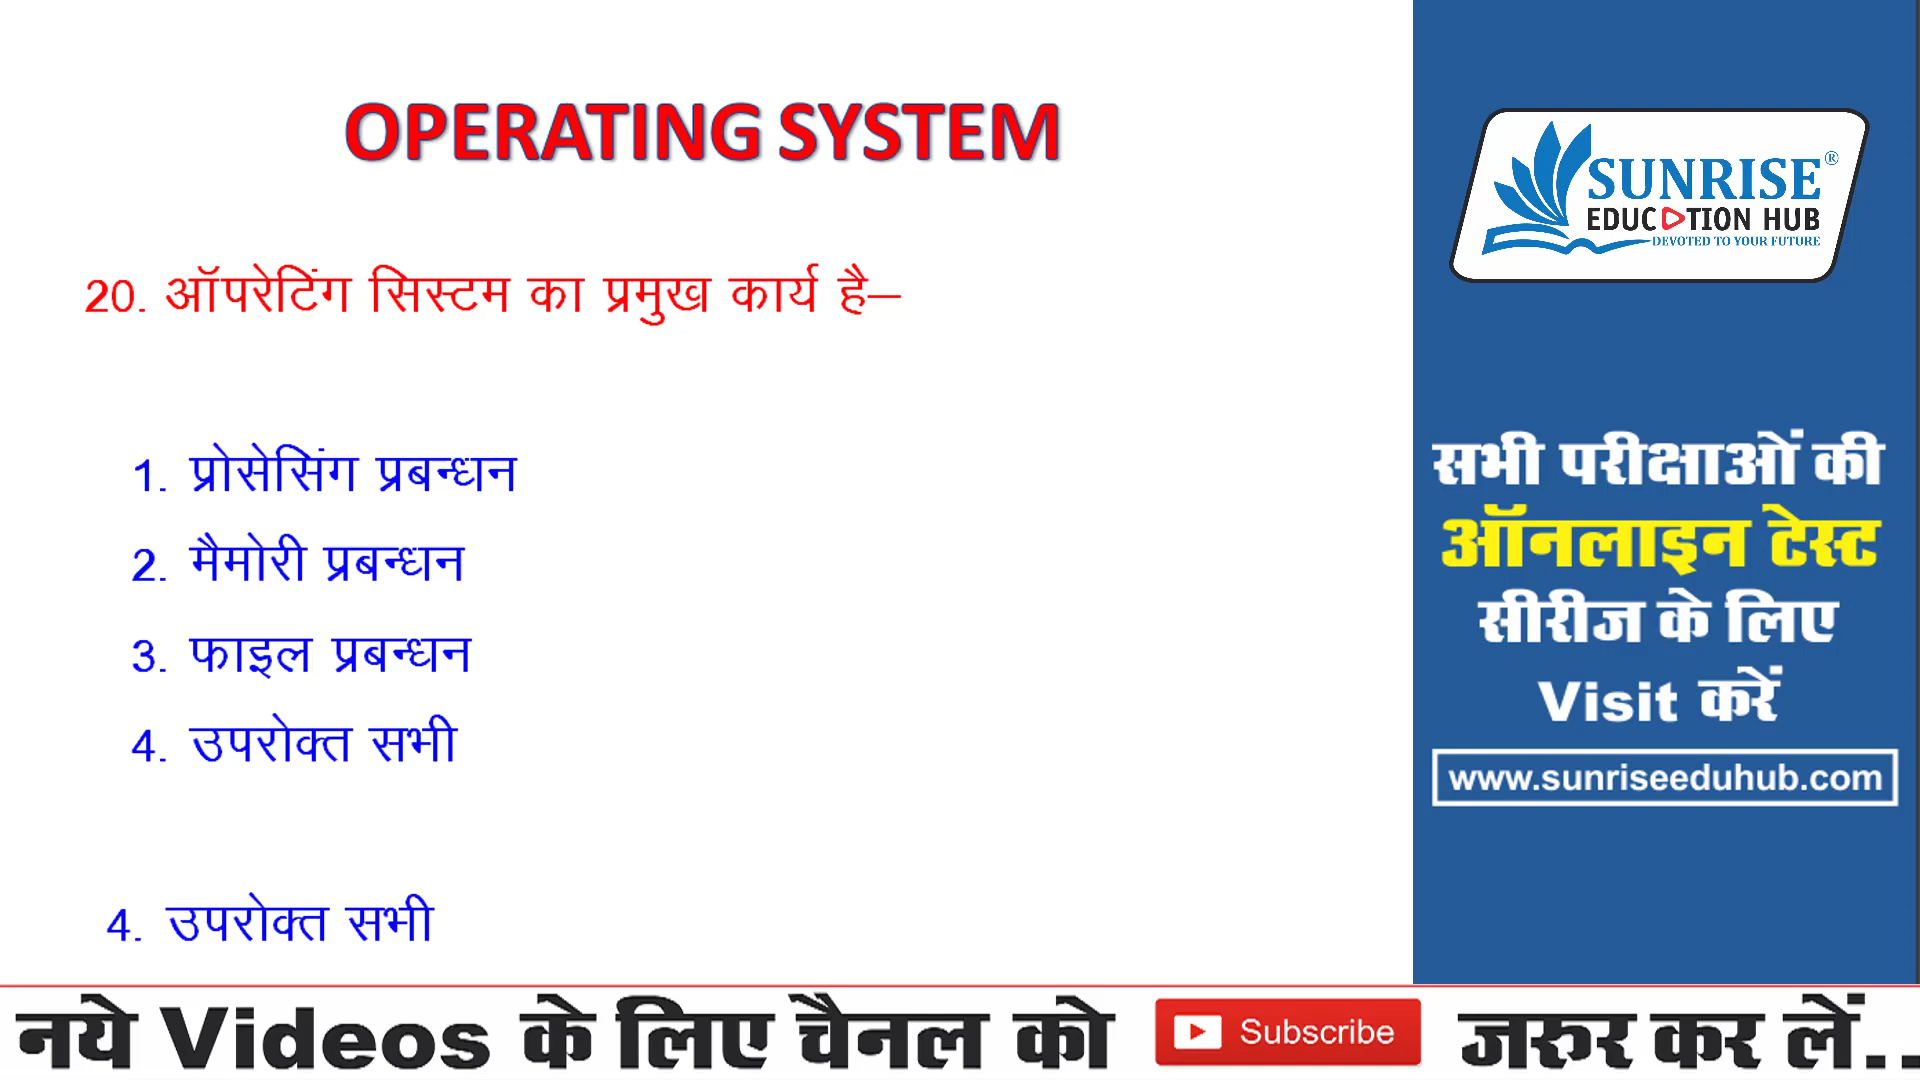 OPERATING SYSTEM
20. ऑपरेटिंग सिस्टम का प्रमुख कार्य है–
1. प्रोसेसिंग प्रबन्धन
2. मैमोरी प्रबन्धन
3. फाइल प्रबन्धन
4. उपरोक्त सभी
4. उपरोक्त सभी
SUNRISE®
EDUCATION HUB
DEVOTED TO YOUR FUTURE
सभी परीक्षाओं की
ऑनलाइन टेस्ट
सीरीज के लिए
Visit करें
www.sunriseeduhub.com
नये Videos के लिए चैनल को Subscribe जरुर कर लें..